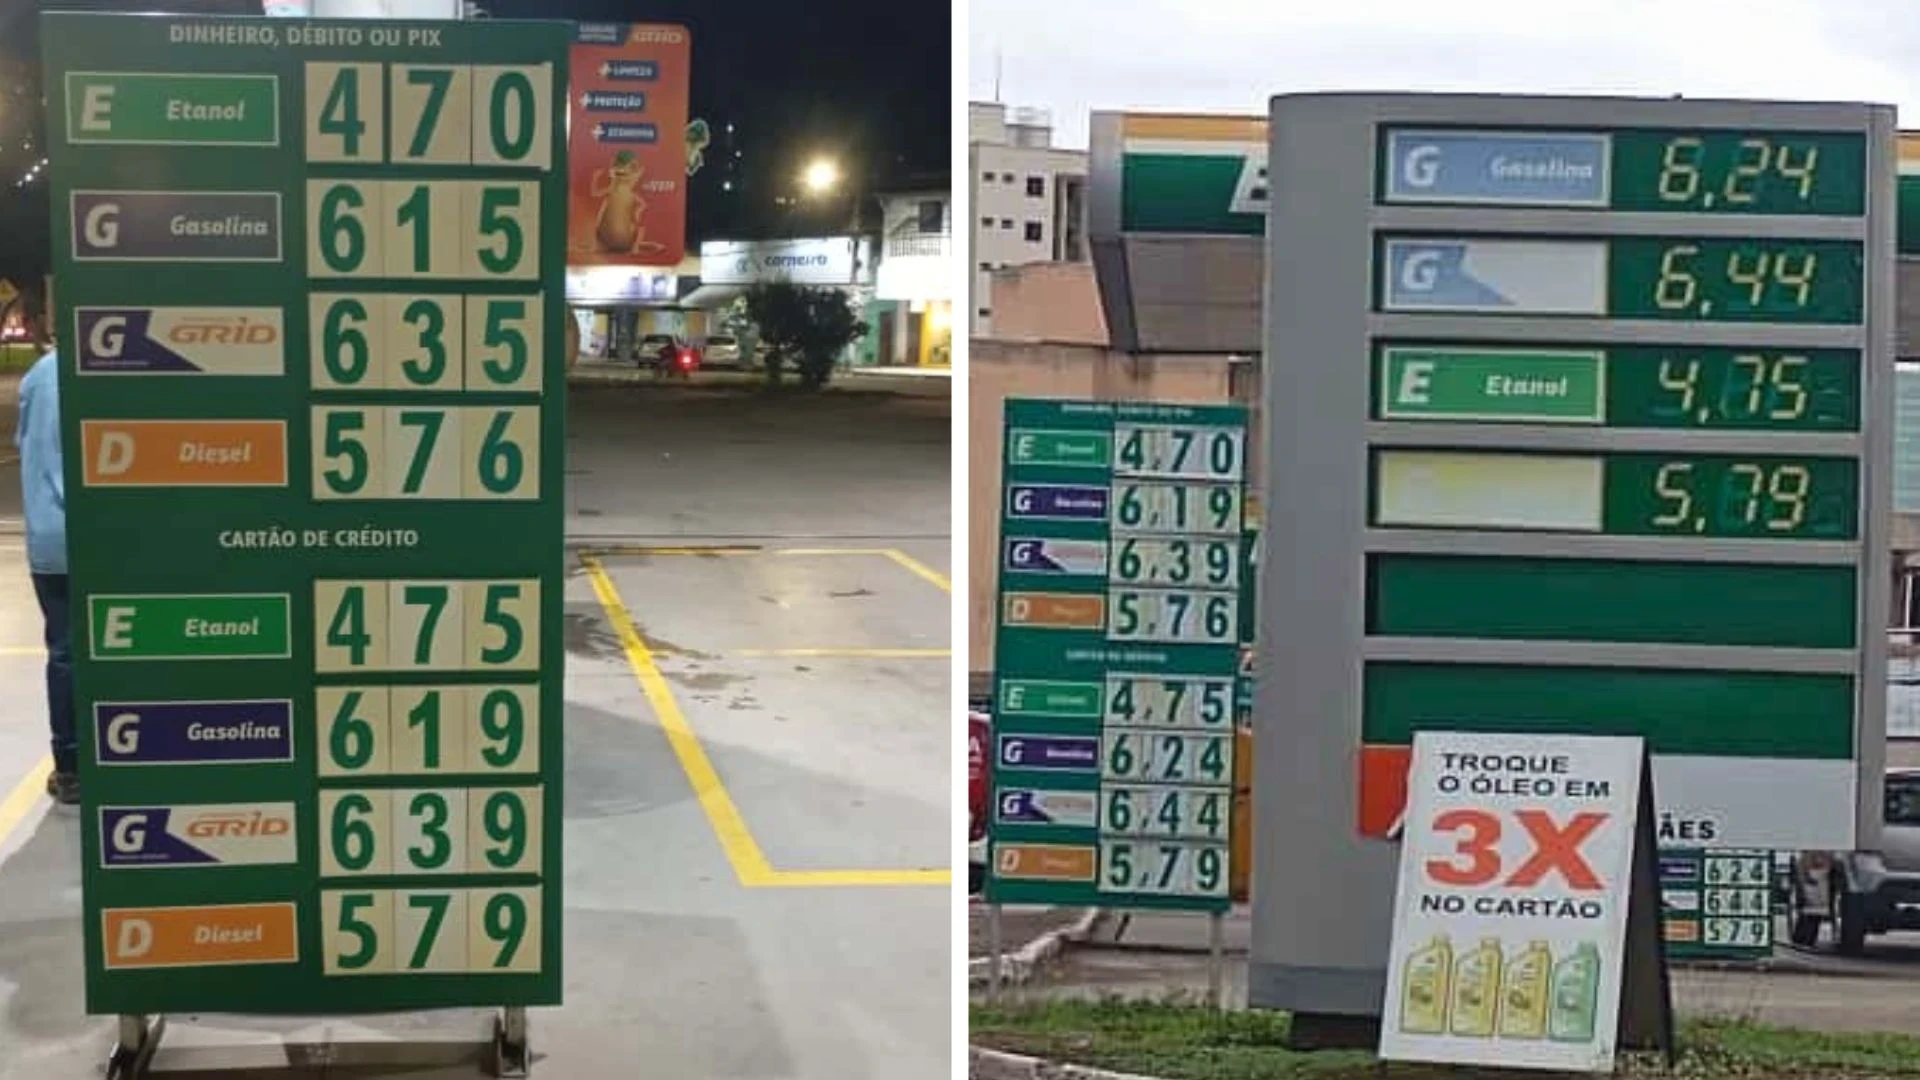 DINHEIRO, DÉBITO OU PIX
E Etanol 4 7 0
G Gasolina 6 1 5
G GRID 6 3 5
D Diesel 5 7 6
CARTÃO DE CRÉDITO
E Etanol 4 7 5
G Gasolina 6 1 9
G GRID 6 3 9
D Diesel 5 7 9
GRID
+ LIMPEZA
+ PROTEÇÃO
+ ECONOMIA
carneiro
G Gasolina 6,24
G 6,44
E Etanol 4,75
5,79
E 4,70
G Gasolina 6,19
G 6,39
D 5,76
E 4,75
G Gasolina 6,24
G 6,44
D 5,79
TROQUE
O ÓLEO EM
3X
NO CARTÃO
ÃES
624
644
579